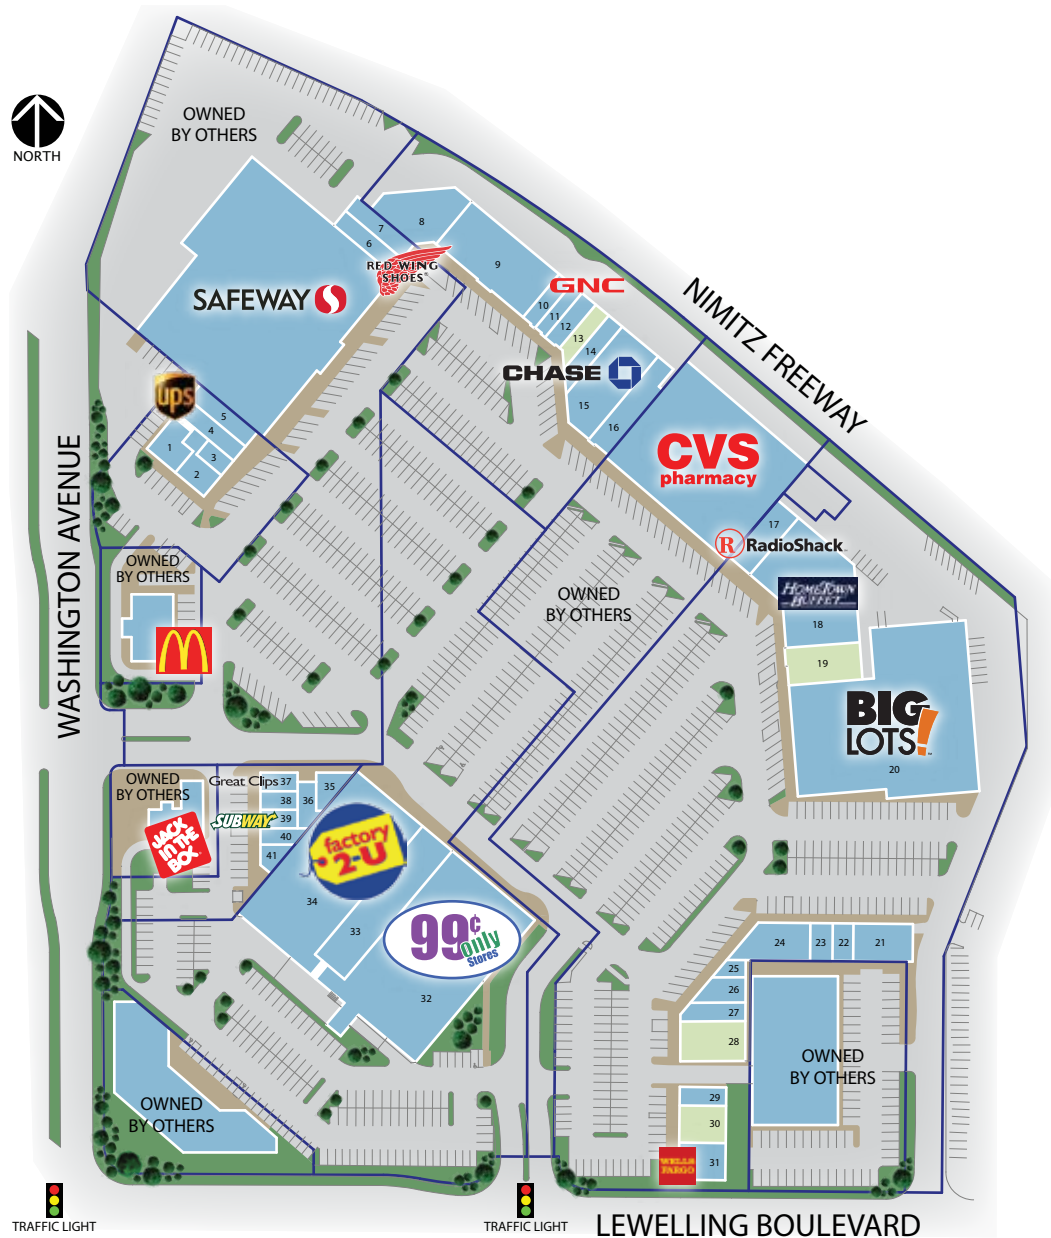 OWNED
BY OTHERS
NORTH
8
7
6
RED WING
SHOES
9
SAFEWAY
GNC
10
11
12
13
14
CHASE
15
16
NIMITZ FREEWAY
ups
5
4
3
1
2
CVS
pharmacy
17
R RadioShack
WASHINGTON AVENUE
OWNED
BY OTHERS
OWNED
BY OTHERS
HOMETOWN
BUFFET
18
19
BIG
LOTS!
20
OWNED
BY OTHERS
JACK
IN THE
BOX
Great Clips
37
38
SUBWAY
39
40
41
36
35
factory
2-U
34
33
99¢
only
stores
32
24
23
22
21
25
26
27
28
OWNED
BY OTHERS
29
30
31
WELLS
FARGO
OWNED
BY OTHERS
TRAFFIC LIGHT
TRAFFIC LIGHT
LEWELLING BOULEVARD